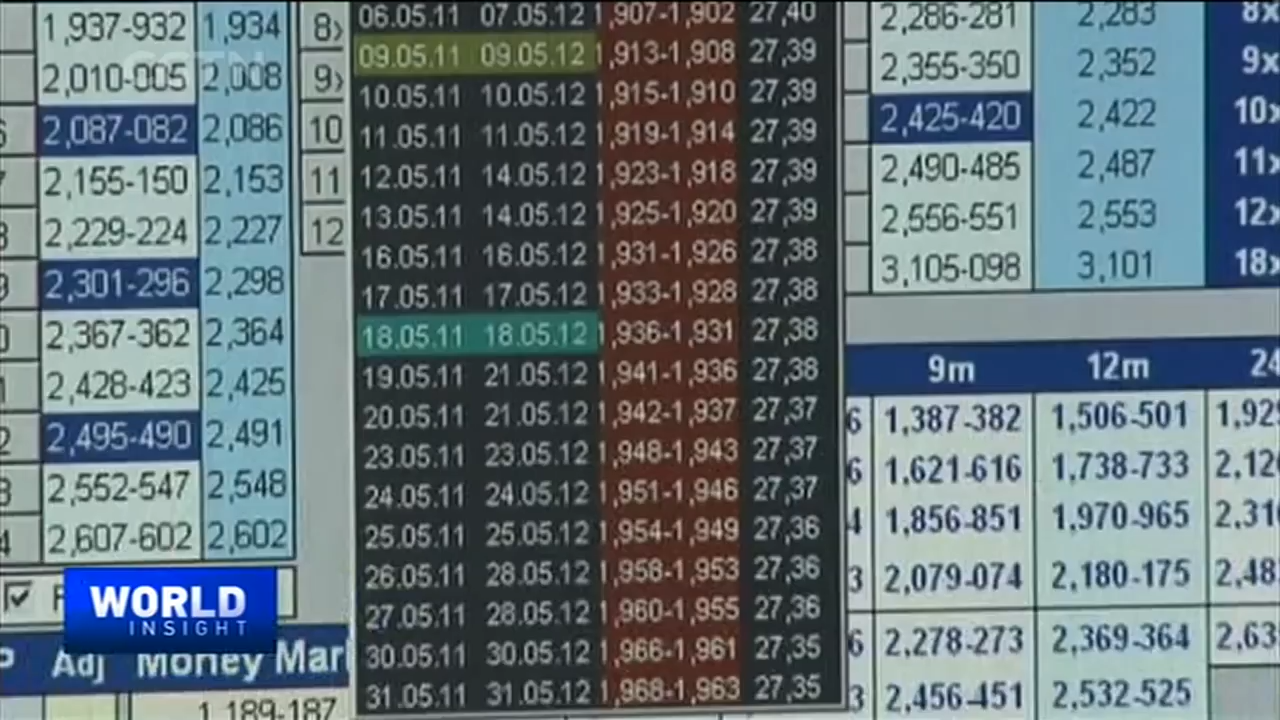 CGTN
1,937-932 1,934
2,010-005 2,008
2,087-082 2,086
2,155-150 2,153
2,229-224 2,227
2,301-296 2,298
2,367-362 2,364
2,428-423 2,425
2,495-490 2,491
2,552-547 2,548
2,607-602 2,602
8x
9x
10
11
12
06.05.11 07.05.12 1,907-1,902 27,40
09.05.11 09.05.12 1,913-1,908 27,39
10.05.11 10.05.12 1,915-1,910 27,39
11.05.11 11.05.12 1,919-1,914 27,39
12.05.11 14.05.12 1,923-1,918 27,39
13.05.11 14.05.12 1,925-1,920 27,39
16.05.11 16.05.12 1,931-1,926 27,38
17.05.11 17.05.12 1,933-1,928 27,38
18.05.11 18.05.12 1,936-1,931 27,38
19.05.11 21.05.12 1,941-1,936 27,38
20.05.11 21.05.12 1,942-1,937 27,37
23.05.11 23.05.12 1,948-1,943 27,37
24.05.11 24.05.12 1,951-1,946 27,37
25.05.11 25.05.12 1,954-1,949 27,36
26.05.11 28.05.12 1,958-1,953 27,36
27.05.11 28.05.12 1,960-1,955 27,36
30.05.11 30.05.12 1,966-1,961 27,35
31.05.11 31.05.12 1,968-1,963 27,35
2,286-281 2,283 8x
2,355-350 2,352 9x
2,425-420 2,422 10x
2,490-485 2,487 11x
2,556-551 2,553 12x
3,105-098 3,101 18x
9m 12m 24
6 1,387-382 1,506-501
6 1,621-616 1,738-733
4 1,856-851 1,970-965
3 2,079-074 2,180-175
6 2,278-273 2,369-364
3 2,456-451 2,532-525
WORLD
INSIGHT
P Adj Money Mar
1,189-187